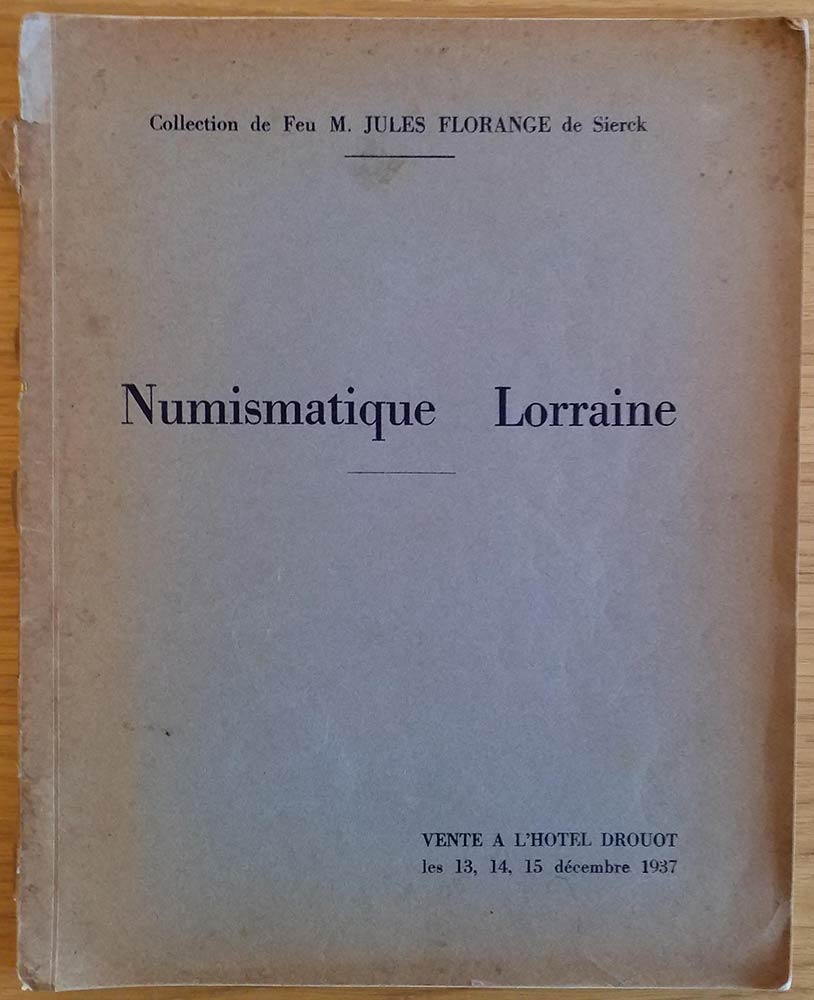 Collection de Feu M. JULES FLORANGE de Sierck
Numismatique Lorraine
VENTE A L'HOTEL DROUOT
les 13, 14, 15 décembre 1937